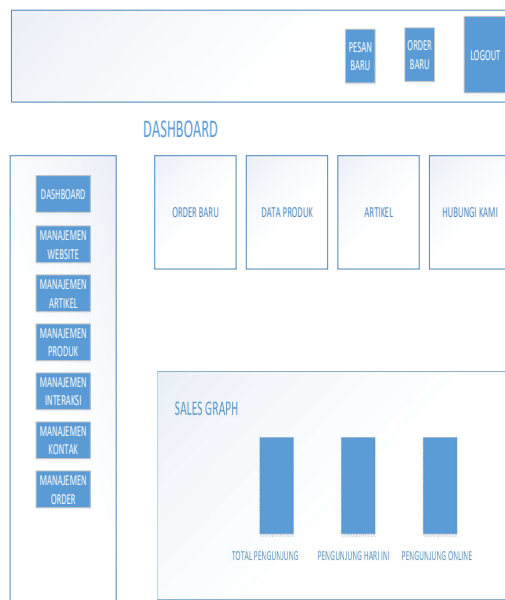 PESAN
BARU
ORDER
BARU
LOGOUT
DASHBOARD
DASHBOARD
MANAJEMEN
WEBSITE
MANAJEMEN
ARTIKEL
MANAJEMEN
PRODUK
MANAJEMEN
INTERAKSI
MANAJEMEN
KONTAK
MANAJEMEN
ORDER
ORDER BARU
DATA PRODUK
ARTIKEL
HUBUNGI KAMI
SALES GRAPH
TOTAL PENGUNJUNG
PENGUNJUNG HARI INI
PENGUNJUNG ONLINE